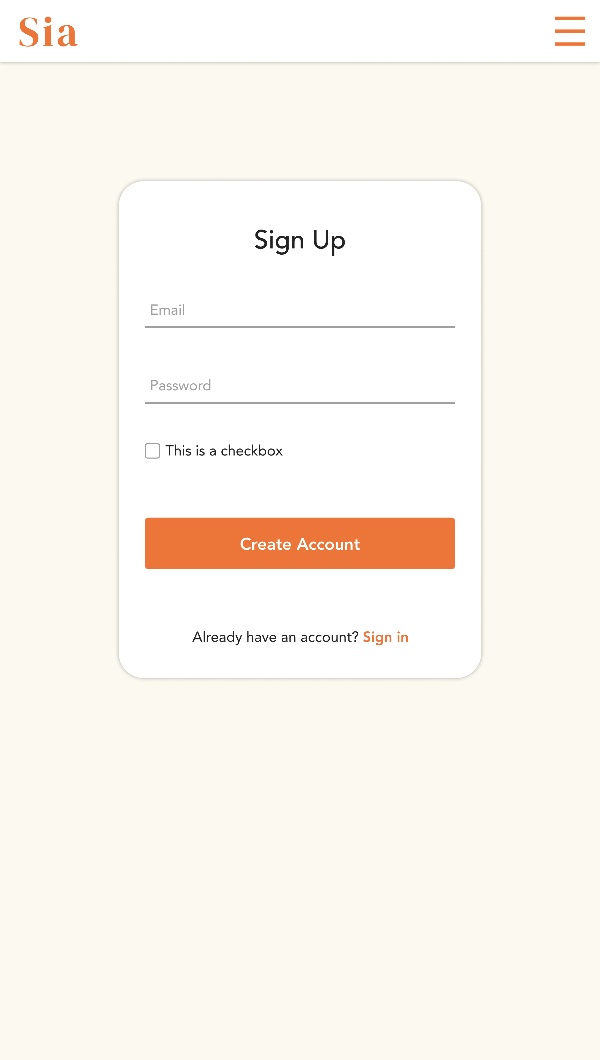 Sia
Sign Up
Email
Password
This is a checkbox
Create Account
Already have an account? Sign in